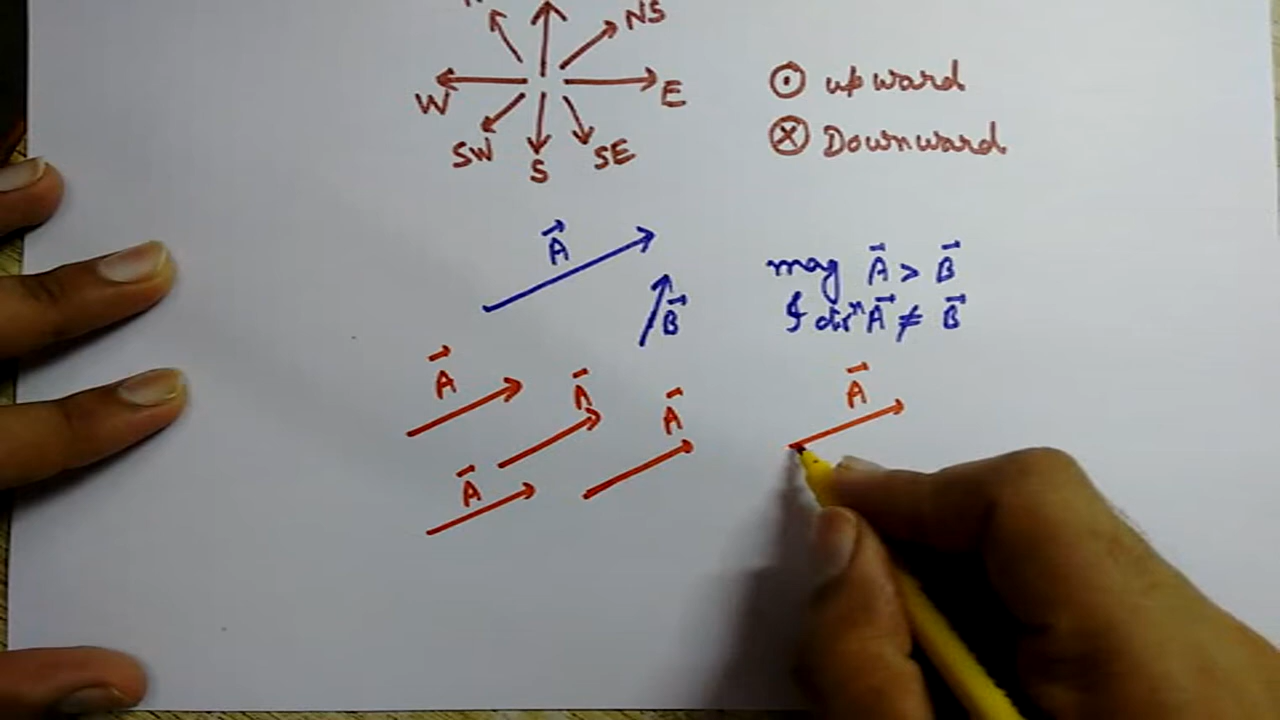 NS
W
E
SW
S
SE
⊙ upward
⊗ Downward
A⃗
B⃗
mag A⃗ > B⃗
& dirⁿ A⃗ ≠ B⃗
A⃗
A⃗
A⃗
A⃗
A⃗